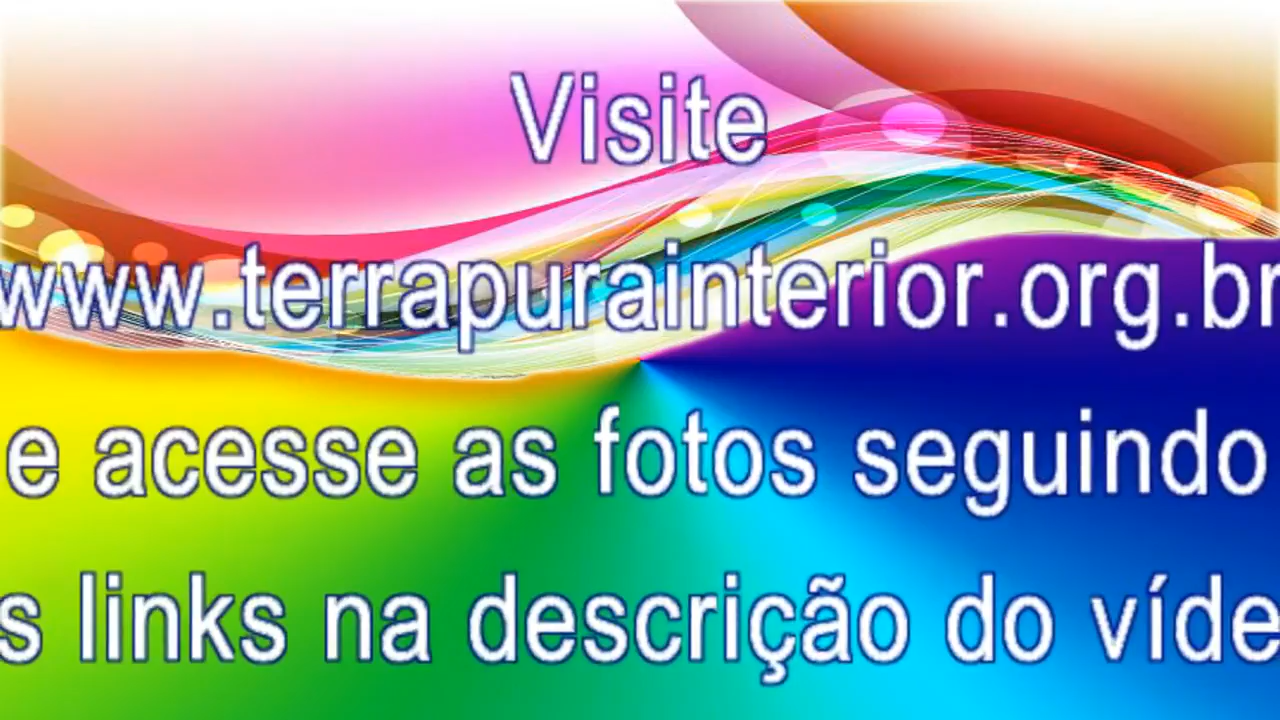 Visite
www.terrapurainterior.org.br
e acesse as fotos seguindo
s links na descrição do víde